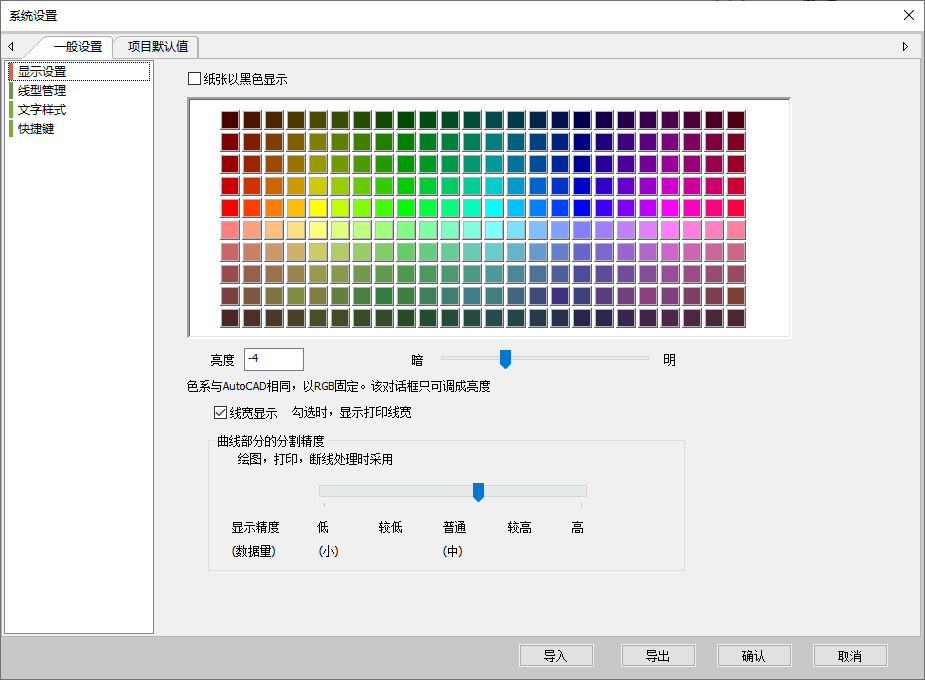 系统设置
一般设置
项目默认值
显示设置
线型管理
文字样式
快捷键
纸张以黑色显示
亮度 -4 暗 明
色系与AutoCAD相同，以RGB固定。该对话框只可调成亮度
线宽显示 勾选时，显示打印线宽
曲线部分的分割精度
绘图，打印，断线处理时采用
显示精度 低 较低 普通 较高 高
(数据量) (小) (中)
导入 导出 确认 取消